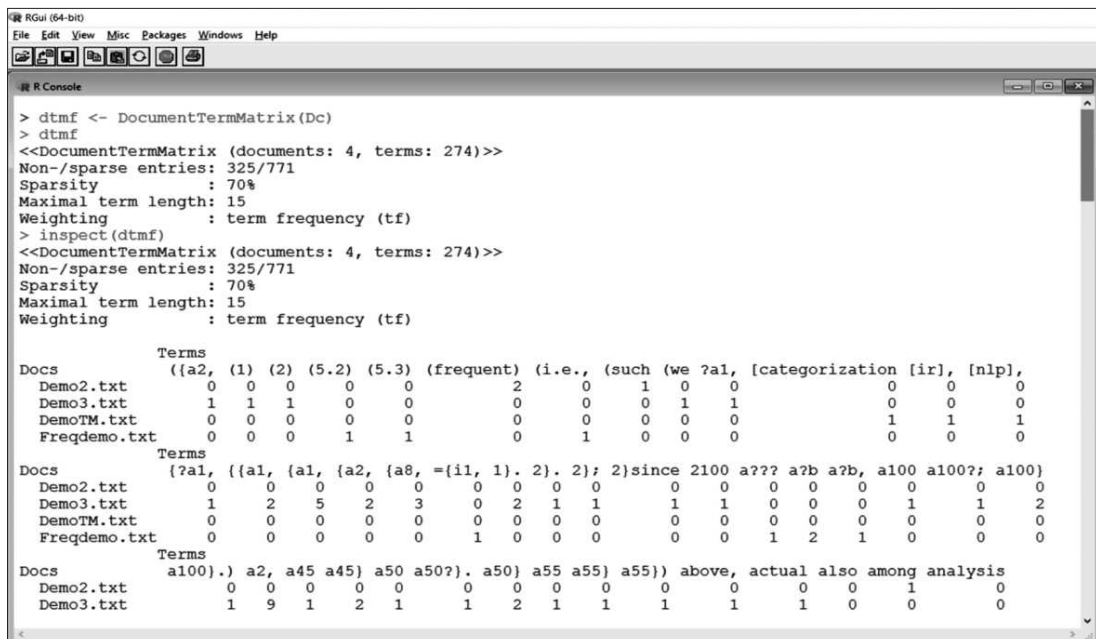 RGui (64-bit)
File Edit View Misc Packages Windows Help
R Console
> dtmf <- DocumentTermMatrix(Dc)
> dtmf
<<DocumentTermMatrix (documents: 4, terms: 274)>>
Non-/sparse entries: 325/771
Sparsity           : 70%
Maximal term length: 15
Weighting          : term frequency (tf)
> inspect(dtmf)
<<DocumentTermMatrix (documents: 4, terms: 274)>>
Non-/sparse entries: 325/771
Sparsity           : 70%
Maximal term length: 15
Weighting          : term frequency (tf)
Terms
Docs ({a2, (1) (2) (5.2) (5.3) (frequent) (i.e., (such (we ?a1, [categorization [ir], [nlp],
Demo2.txt 0 0 0 0 0 2 0 1 0 0 0 0 0
Demo3.txt 1 1 1 0 0 0 0 0 1 1 0 0 0
DemoTM.txt 0 0 0 0 0 0 0 0 0 0 1 1 1
Freqdemo.txt 0 0 0 1 1 0 1 0 0 0 0 0 0
Terms
Docs {?a1, {{a1, {a1, {a2, {a8, ={i1, 1}. 2}. 2}; 2}since 2100 a??? a?b a?b, a100 a100?; a100}
Demo2.txt 0 0 0 0 0 0 0 0 0 0 0 0 0 0 0 0 0
Demo3.txt 1 2 5 2 3 0 2 1 1 1 1 0 0 0 1 1 2
DemoTM.txt 0 0 0 0 0 0 0 0 0 0 0 0 0 0 0 0 0
Freqdemo.txt 0 0 0 0 0 1 0 0 0 0 0 1 2 1 0 0 0
Terms
Docs a100}.) a2, a45 a45} a50 a50?}. a50} a55 a55} a55}) above, actual also among analysis
Demo2.txt 0 0 0 0 0 0 0 0 0 0 0 0 0 1 0
Demo3.txt 1 9 1 2 1 1 2 1 1 1 1 1 0 0 0